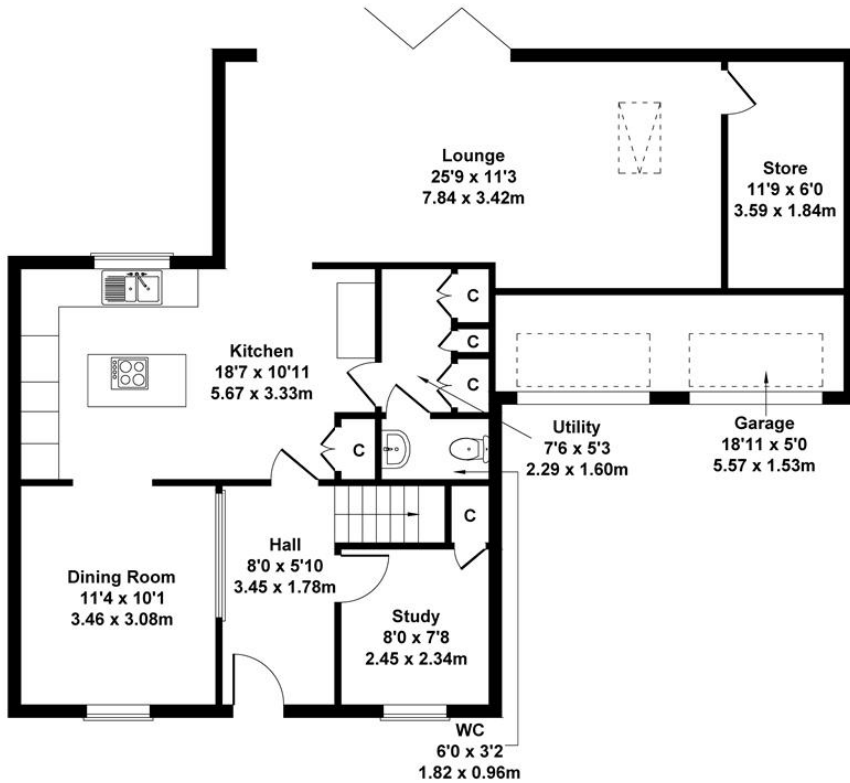 Lounge
25'9 x 11'3
7.84 x 3.42m
Store
11'9 x 6'0
3.59 x 1.84m
C
C
C
Kitchen
18'7 x 10'11
5.67 x 3.33m
C
Utility
7'6 x 5'3
2.29 x 1.60m
Garage
18'11 x 5'0
5.57 x 1.53m
C
Hall
8'0 x 5'10
3.45 x 1.78m
Dining Room
11'4 x 10'1
3.46 x 3.08m
Study
8'0 x 7'8
2.45 x 2.34m
WC
6'0 x 3'2
1.82 x 0.96m